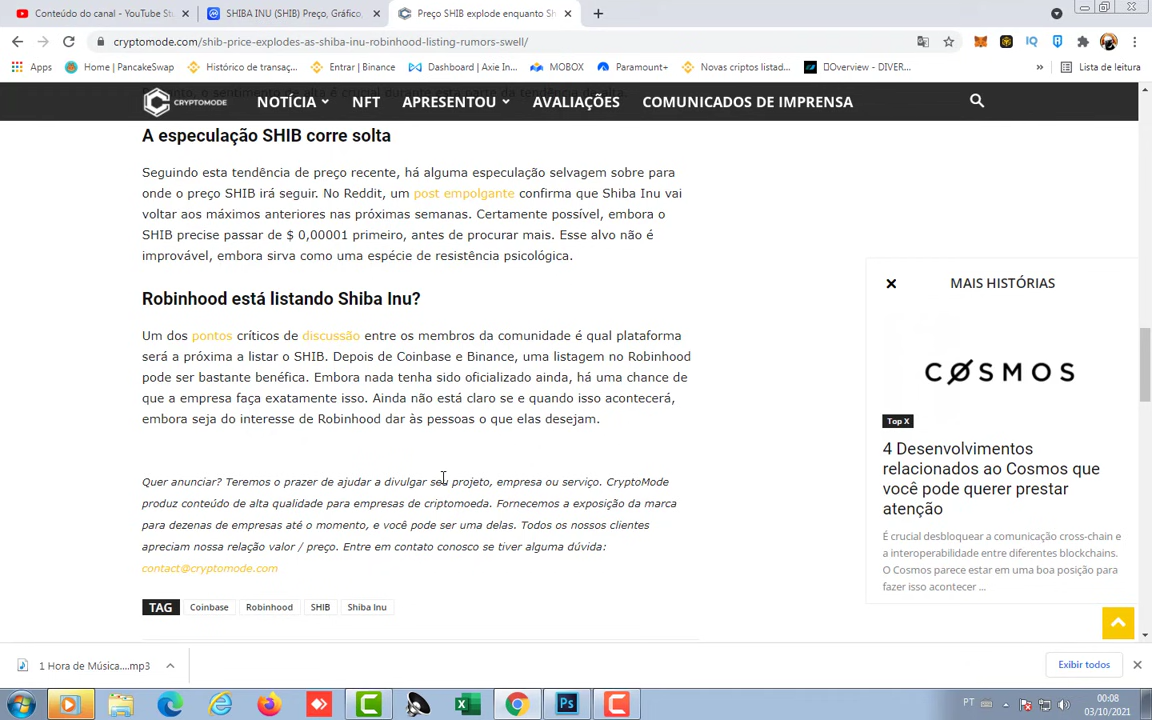 Conteúdo do canal - YouTube St
SHIBA INU (SHIB) Preço, Gráfico,
Preço SHIB explode enquanto Sh
cryptomode.com/shib-price-explodes-as-shiba-inu-robinhood-listing-rumors-swell/
Apps
Home | PancakeSwap
Histórico de transaç...
Entrar | Binance
Dashboard | Axie In...
MOBOX
Paramount+
Novas criptos listad...
Overview - DIVER...
»
Lista de leitura
CRYPTOMODE
NOTÍCIA
NFT
APRESENTOU
AVALIAÇÕES
COMUNICADOS DE IMPRENSA
A especulação SHIB corre solta
Seguindo esta tendência de preço recente, há alguma especulação selvagem sobre para
onde o preço SHIB irá seguir. No Reddit, um post empolgante confirma que Shiba Inu vai
voltar aos máximos anteriores nas próximas semanas. Certamente possível, embora o
SHIB precise passar de $ 0,00001 primeiro, antes de procurar mais. Esse alvo não é
improvável, embora sirva como uma espécie de resistência psicológica.
Robinhood está listando Shiba Inu?
Um dos pontos críticos de discussão entre os membros da comunidade é qual plataforma
será a próxima a listar o SHIB. Depois de Coinbase e Binance, uma listagem no Robinhood
pode ser bastante benéfica. Embora nada tenha sido oficializado ainda, há uma chance de
que a empresa faça exatamente isso. Ainda não está claro se e quando isso acontecerá,
embora seja do interesse de Robinhood dar às pessoas o que elas desejam.
Quer anunciar? Teremos o prazer de ajudar a divulgar seu projeto, empresa ou serviço. CryptoMode
produz conteúdo de alta qualidade para empresas de criptomoeda. Fornecemos a exposição da marca
para dezenas de empresas até o momento, e você pode ser uma delas. Todos os nossos clientes
apreciam nossa relação valor / preço. Entre em contato conosco se tiver alguma dúvida:
contact@cryptomode.com
TAG
Coinbase
Robinhood
SHIB
Shiba Inu
MAIS HISTÓRIAS
COSMOS
Top X
4 Desenvolvimentos
relacionados ao Cosmos que
você pode querer prestar
atenção
É crucial desbloquear a comunicação cross-chain e
a interoperabilidade entre diferentes blockchains.
O Cosmos parece estar em uma boa posição para
fazer isso acontecer ...
1 Hora de Música....mp3
Exibir todos
Ps
PT
00:08
03/10/2021